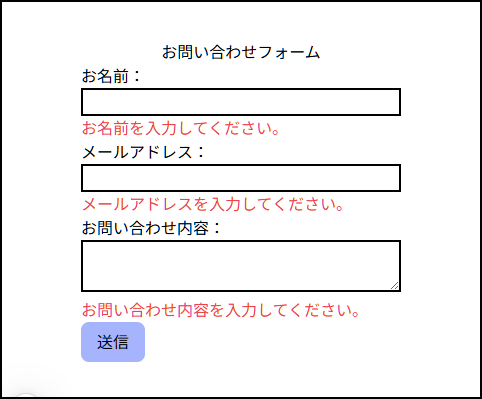 お問い合わせフォーム
お名前：
お名前を入力してください。
メールアドレス：
メールアドレスを入力してください。
お問い合わせ内容：
お問い合わせ内容を入力してください。
送信